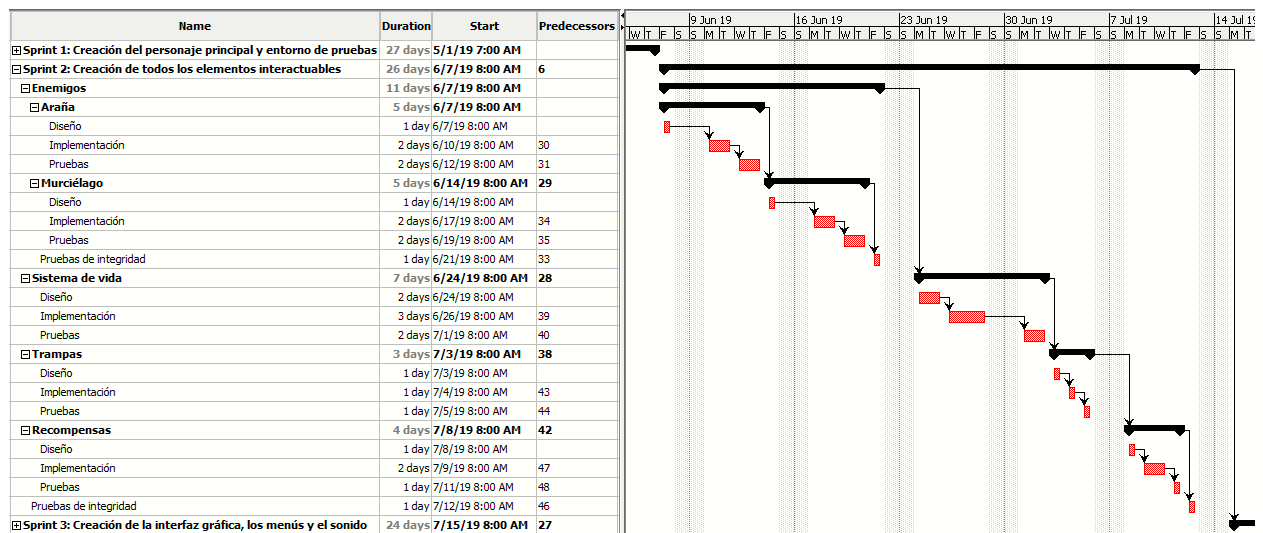 Name Duration Start Predecessors
9 Jun 19 16 Jun 19 23 Jun 19 30 Jun 19 7 Jul 19 14 Jul 19
W T F S S M T W T F S S M T W T F S S M T W T F S S M T W T F S S M T W T F S S M T
Sprint 1: Creación del personaje principal y entorno de pruebas 27 days 5/1/19 7:00 AM
Sprint 2: Creación de todos los elementos interactuables 26 days 6/7/19 8:00 AM 6
Enemigos 11 days 6/7/19 8:00 AM
Araña 5 days 6/7/19 8:00 AM
Diseño 1 day 6/7/19 8:00 AM
Implementación 2 days 6/10/19 8:00 AM 30
Pruebas 2 days 6/12/19 8:00 AM 31
Murciélago 5 days 6/14/19 8:00 AM 29
Diseño 1 day 6/14/19 8:00 AM
Implementación 2 days 6/17/19 8:00 AM 34
Pruebas 2 days 6/19/19 8:00 AM 35
Pruebas de integridad 1 day 6/21/19 8:00 AM 33
Sistema de vida 7 days 6/24/19 8:00 AM 28
Diseño 2 days 6/24/19 8:00 AM
Implementación 3 days 6/26/19 8:00 AM 39
Pruebas 2 days 7/1/19 8:00 AM 40
Trampas 3 days 7/3/19 8:00 AM 38
Diseño 1 day 7/3/19 8:00 AM
Implementación 1 day 7/4/19 8:00 AM 43
Pruebas 1 day 7/5/19 8:00 AM 44
Recompensas 4 days 7/8/19 8:00 AM 42
Diseño 1 day 7/8/19 8:00 AM
Implementación 2 days 7/9/19 8:00 AM 47
Pruebas 1 day 7/11/19 8:00 AM 48
Pruebas de integridad 1 day 7/12/19 8:00 AM 46
Sprint 3: Creación de la interfaz gráfica, los menús y el sonido 24 days 7/15/19 8:00 AM 27